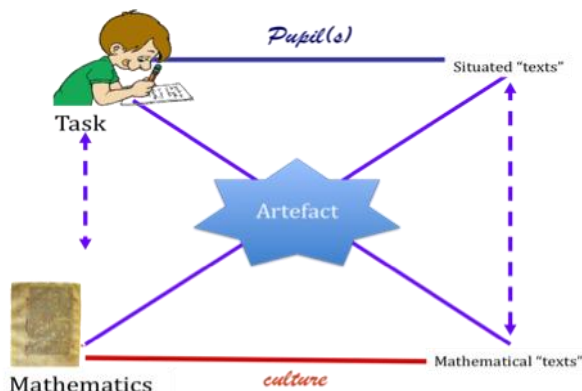 Pupil(s)
Situated "texts"
Task
Artefact
Mathematical "texts"
Mathematics
culture